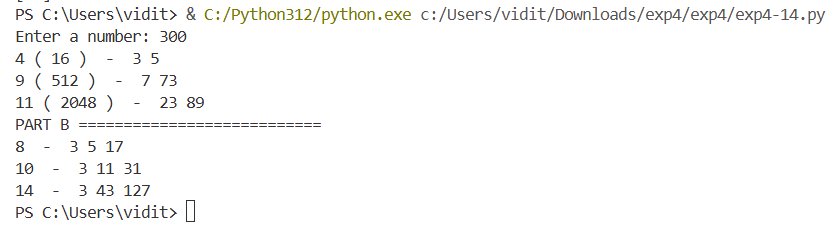 PS C:\Users\vidit> & C:/Python312/python.exe c:/Users/vidit/Downloads/exp4/exp4/exp4-14.py
Enter a number: 300
4 ( 16 )  -  3 5
9 ( 512 )  -  7 73
11 ( 2048 )  -  23 89
PART B ===========================
8  -  3 5 17
10  -  3 11 31
14  -  3 43 127
PS C:\Users\vidit>